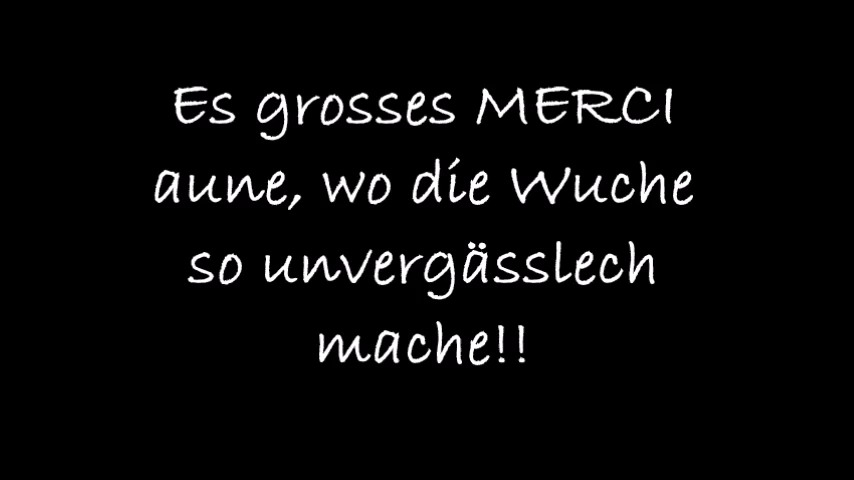 Es grosses MERCI
aune, wo die Wuche
so unvergässlech
mache!!